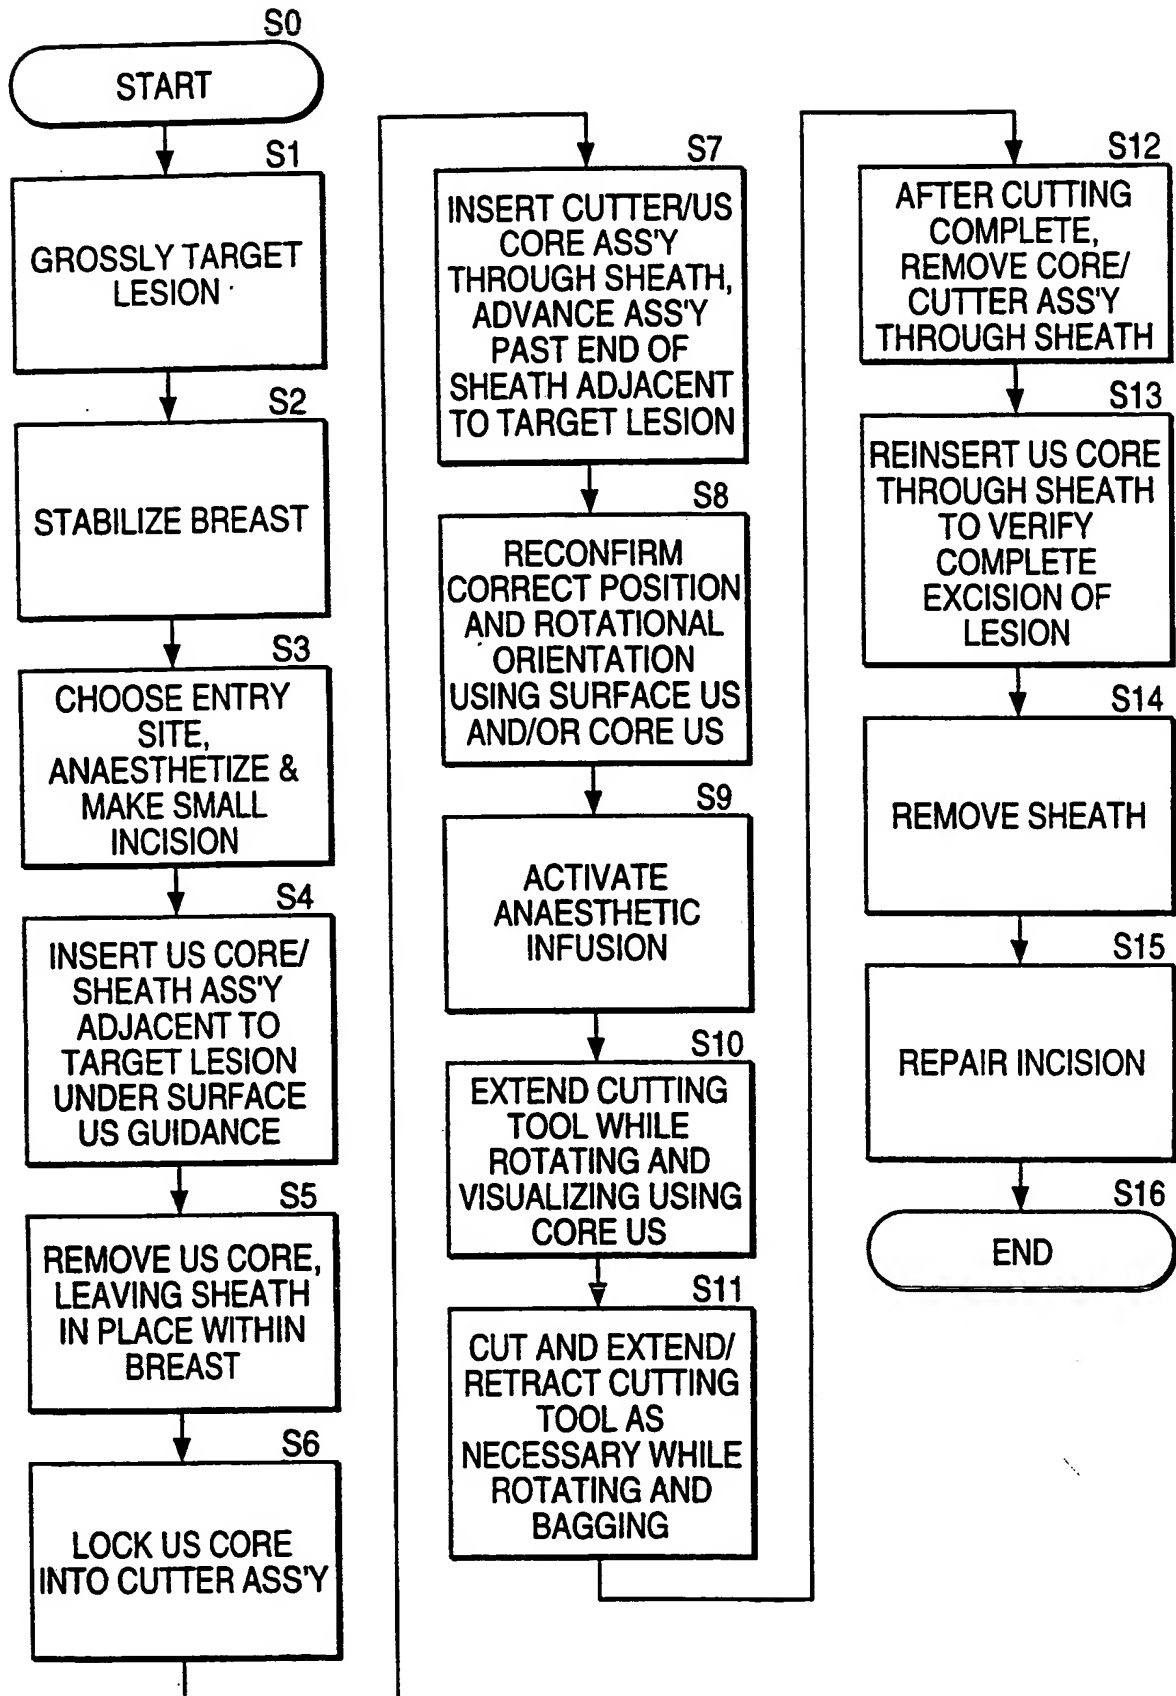 S0
START
S1
GROSSLY TARGET
LESION
S2
STABILIZE BREAST
S3
CHOOSE ENTRY
SITE,
ANAESTHETIZE &
MAKE SMALL
INCISION
S4
INSERT US CORE/
SHEATH ASS'Y
ADJACENT TO
TARGET LESION
UNDER SURFACE
US GUIDANCE
S5
REMOVE US CORE,
LEAVING SHEATH
IN PLACE WITHIN
BREAST
S6
LOCK US CORE
INTO CUTTER ASS'Y
S7
INSERT CUTTER/US
CORE ASS'Y
THROUGH SHEATH,
ADVANCE ASS'Y
PAST END OF
SHEATH ADJACENT
TO TARGET LESION
S8
RECONFIRM
CORRECT POSITION
AND ROTATIONAL
ORIENTATION
USING SURFACE US
AND/OR CORE US
S9
ACTIVATE
ANAESTHETIC
INFUSION
S10
EXTEND CUTTING
TOOL WHILE
ROTATING AND
VISUALIZING USING
CORE US
S11
CUT AND EXTEND/
RETRACT CUTTING
TOOL AS
NECESSARY WHILE
ROTATING AND
BAGGING
S12
AFTER CUTTING
COMPLETE,
REMOVE CORE/
CUTTER ASS'Y
THROUGH SHEATH
S13
REINSERT US CORE
THROUGH SHEATH
TO VERIFY
COMPLETE
EXCISION OF
LESION
S14
REMOVE SHEATH
S15
REPAIR INCISION
S16
END